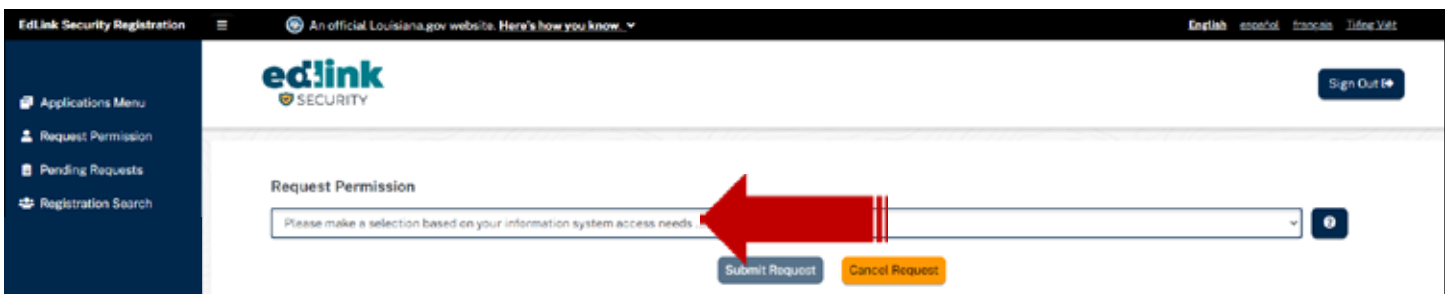 EdLink Security Registration
An official Louisiana.gov website. Here's how you know.
English español français Tiếng Việt
ed:link
SECURITY
Sign Out
Applications Menu
Request Permission
Pending Requests
Registration Search
Request Permission
Please make a selection based on your information system access needs ...
?
Submit Request
Cancel Request